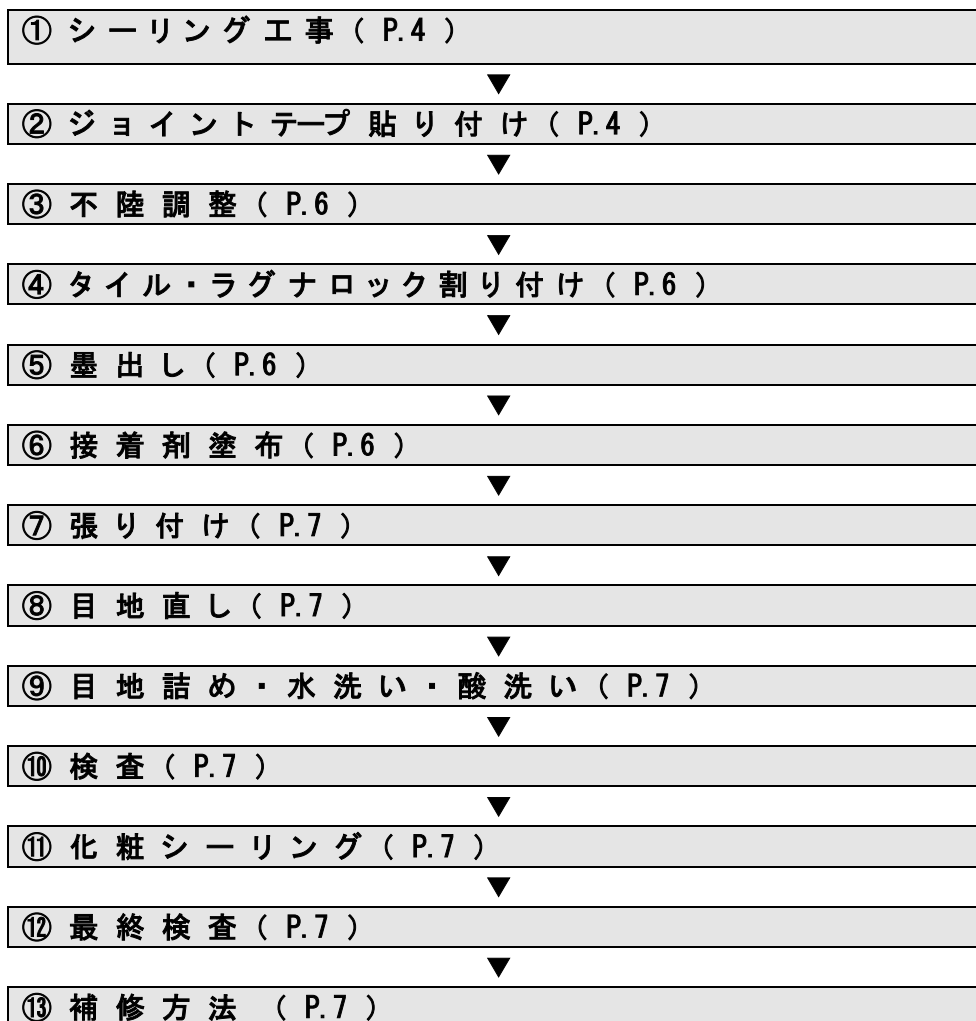 ① シーリング工事（P.4）
▼
② ジョイントテープ貼り付け（P.4）
▼
③ 不陸調整（P.6）
▼
④ タイル・ラグナロック割り付け（P.6）
▼
⑤ 墨出し（P.6）
▼
⑥ 接着剤塗布（P.6）
▼
⑦ 張り付け（P.7）
▼
⑧ 目地直し（P.7）
▼
⑨ 目地詰め・水洗い・酸洗い（P.7）
▼
⑩ 検査（P.7）
▼
⑪ 化粧シーリング（P.7）
▼
⑫ 最終検査（P.7）
▼
⑬ 補修方法 （P.7）